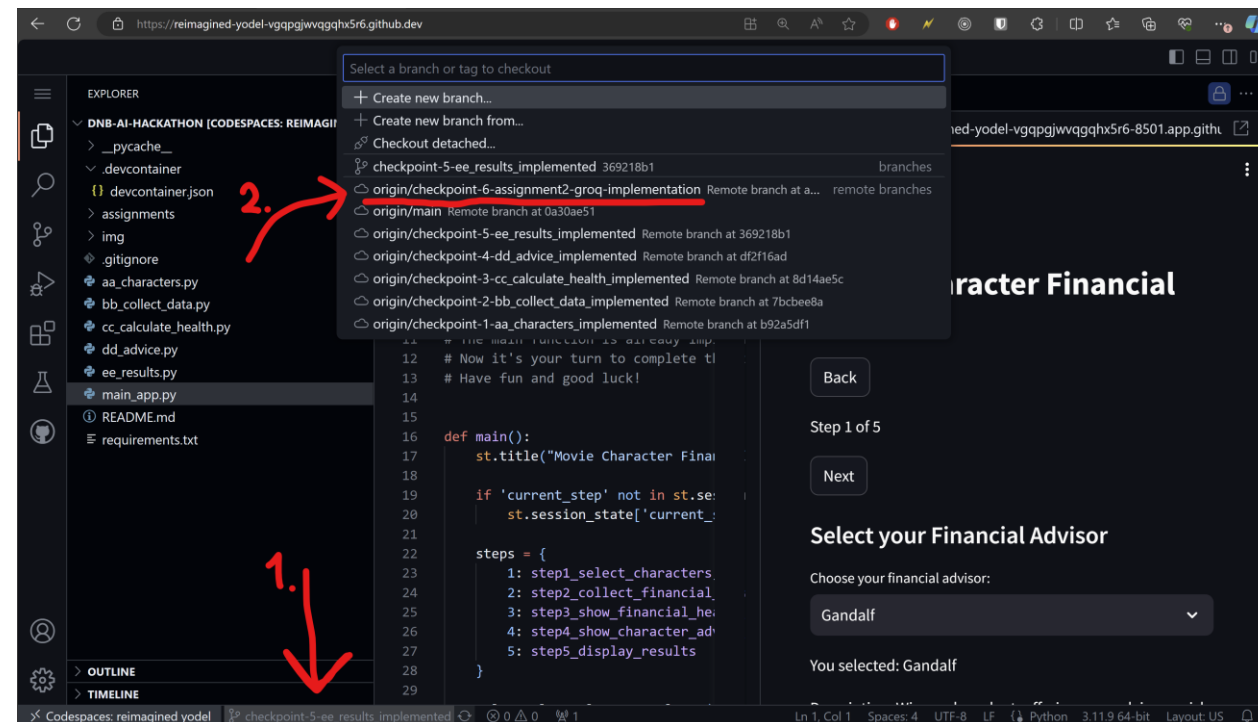 https://reimagined-yodel-vgqpgjwvqgqhx5r6.github.dev
Select a branch or tag to checkout
Create new branch...
Create new branch from...
Checkout detached...
checkpoint-5-ee_results_implemented 369218b1 branches
origin/checkpoint-6-assignment2-groq-implementation Remote branch at a... remote branches
origin/main Remote branch at 0a30ae51
origin/checkpoint-5-ee_results_implemented Remote branch at 369218b1
origin/checkpoint-4-dd_advice_implemented Remote branch at df2f16ad
origin/checkpoint-3-cc_calculate_health_implemented Remote branch at 8d14ae5c
origin/checkpoint-2-bb_collect_data_implemented Remote branch at 7bcbee8a
origin/checkpoint-1-aa_characters_implemented Remote branch at b92a5df1
EXPLORER
DNB-AI-HACKATHON [CODESPACES: REIMAGI
__pycache__
.devcontainer
{} devcontainer.json
assignments
img
.gitignore
aa_characters.py
bb_collect_data.py
cc_calculate_health.py
dd_advice.py
ee_results.py
main_app.py
README.md
requirements.txt
2.
1.
OUTLINE
TIMELINE
11 # The main function is already imp
12 # Now it's your turn to complete t
13 # Have fun and good luck!
14
15
16 def main():
17 st.title("Movie Character Finan
18
19 if 'current_step' not in st.se
20 st.session_state['current_
21
22 steps = {
23 1: step1_select_characters
24 2: step2_collect_financial_
25 3: step3_show_financial_he
26 4: step4_show_character_ad
27 5: step5_display_results
28 }
29
ned-yodel-vgqpgjwvqgqhx5r6-8501.app.githu
racter Financial
Back
Step 1 of 5
Next
Select your Financial Advisor
Choose your financial advisor:
Gandalf
You selected: Gandalf
Codespaces: reimagined yodel checkpoint-5-ee results implemented 0 0 1 Ln 1, Col 1 Spaces: 4 UTF-8 LF Python 3.11.9 64-bit Layout: US